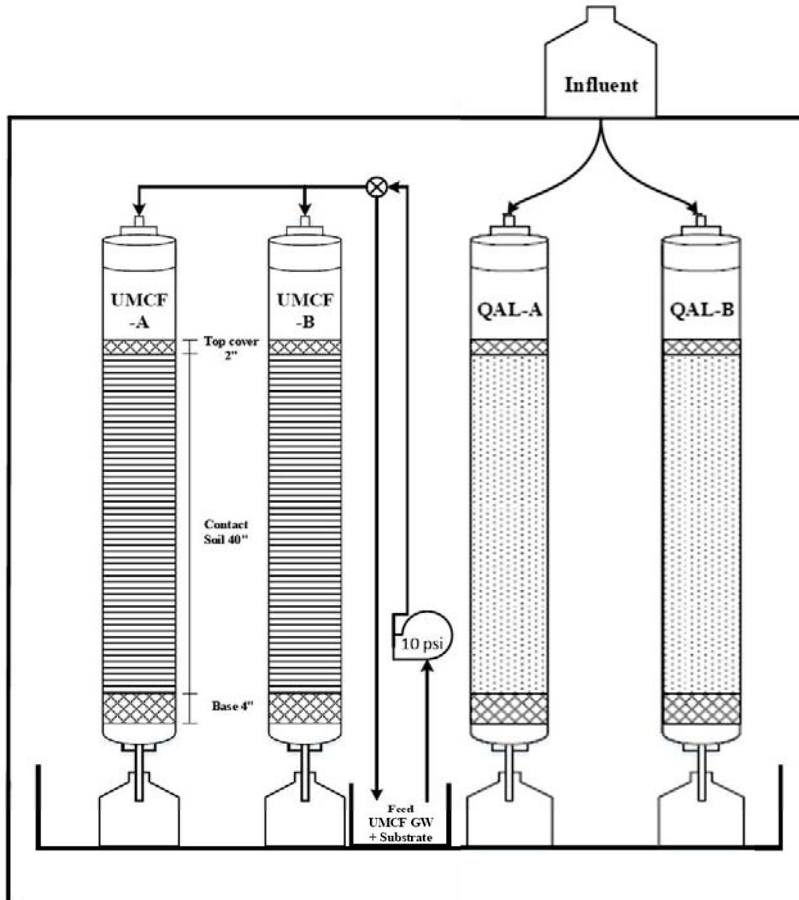 Influent
UMCF
-A
UMCF
-B
QAL-A
QAL-B
Top cover
2"
Contact
Soil 40"
10 psi
Base 4"
Feed
UMCF GW
+ Substrate